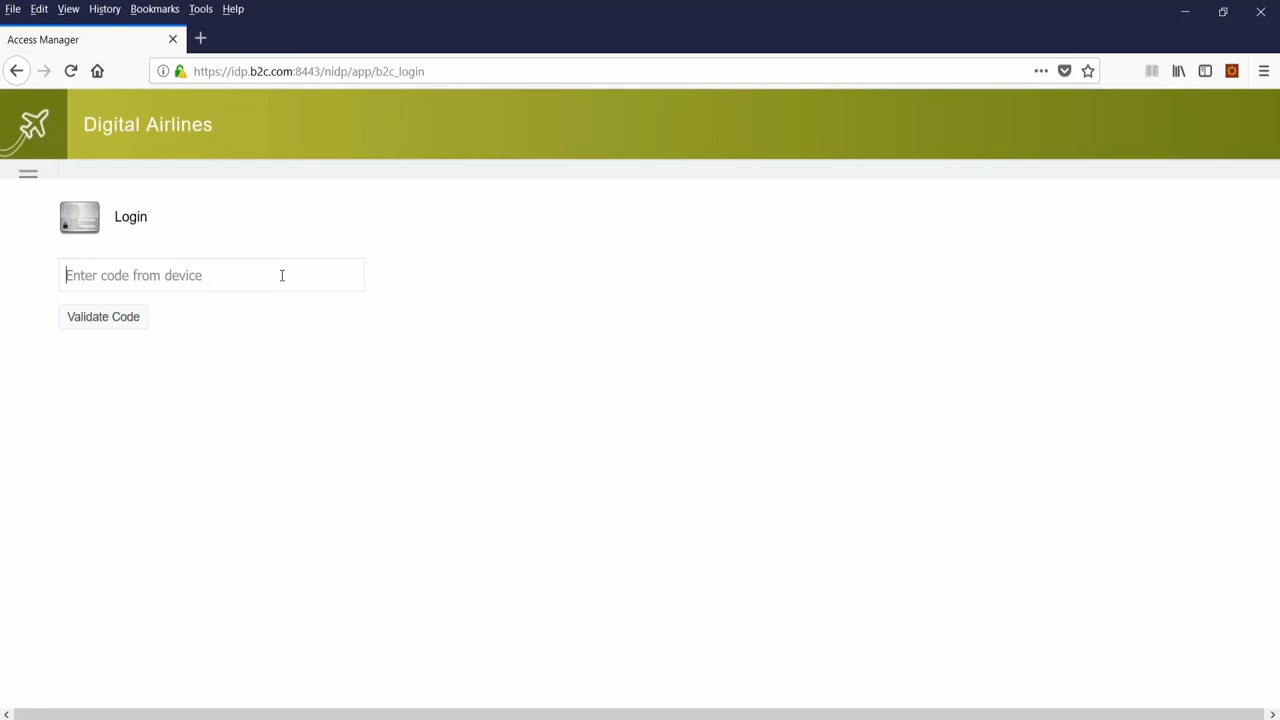 File Edit View History Bookmarks Tools Help
Access Manager
https://idp.b2c.com:8443/nidp/app/b2c_login
Digital Airlines
Login
Enter code from device
Validate Code